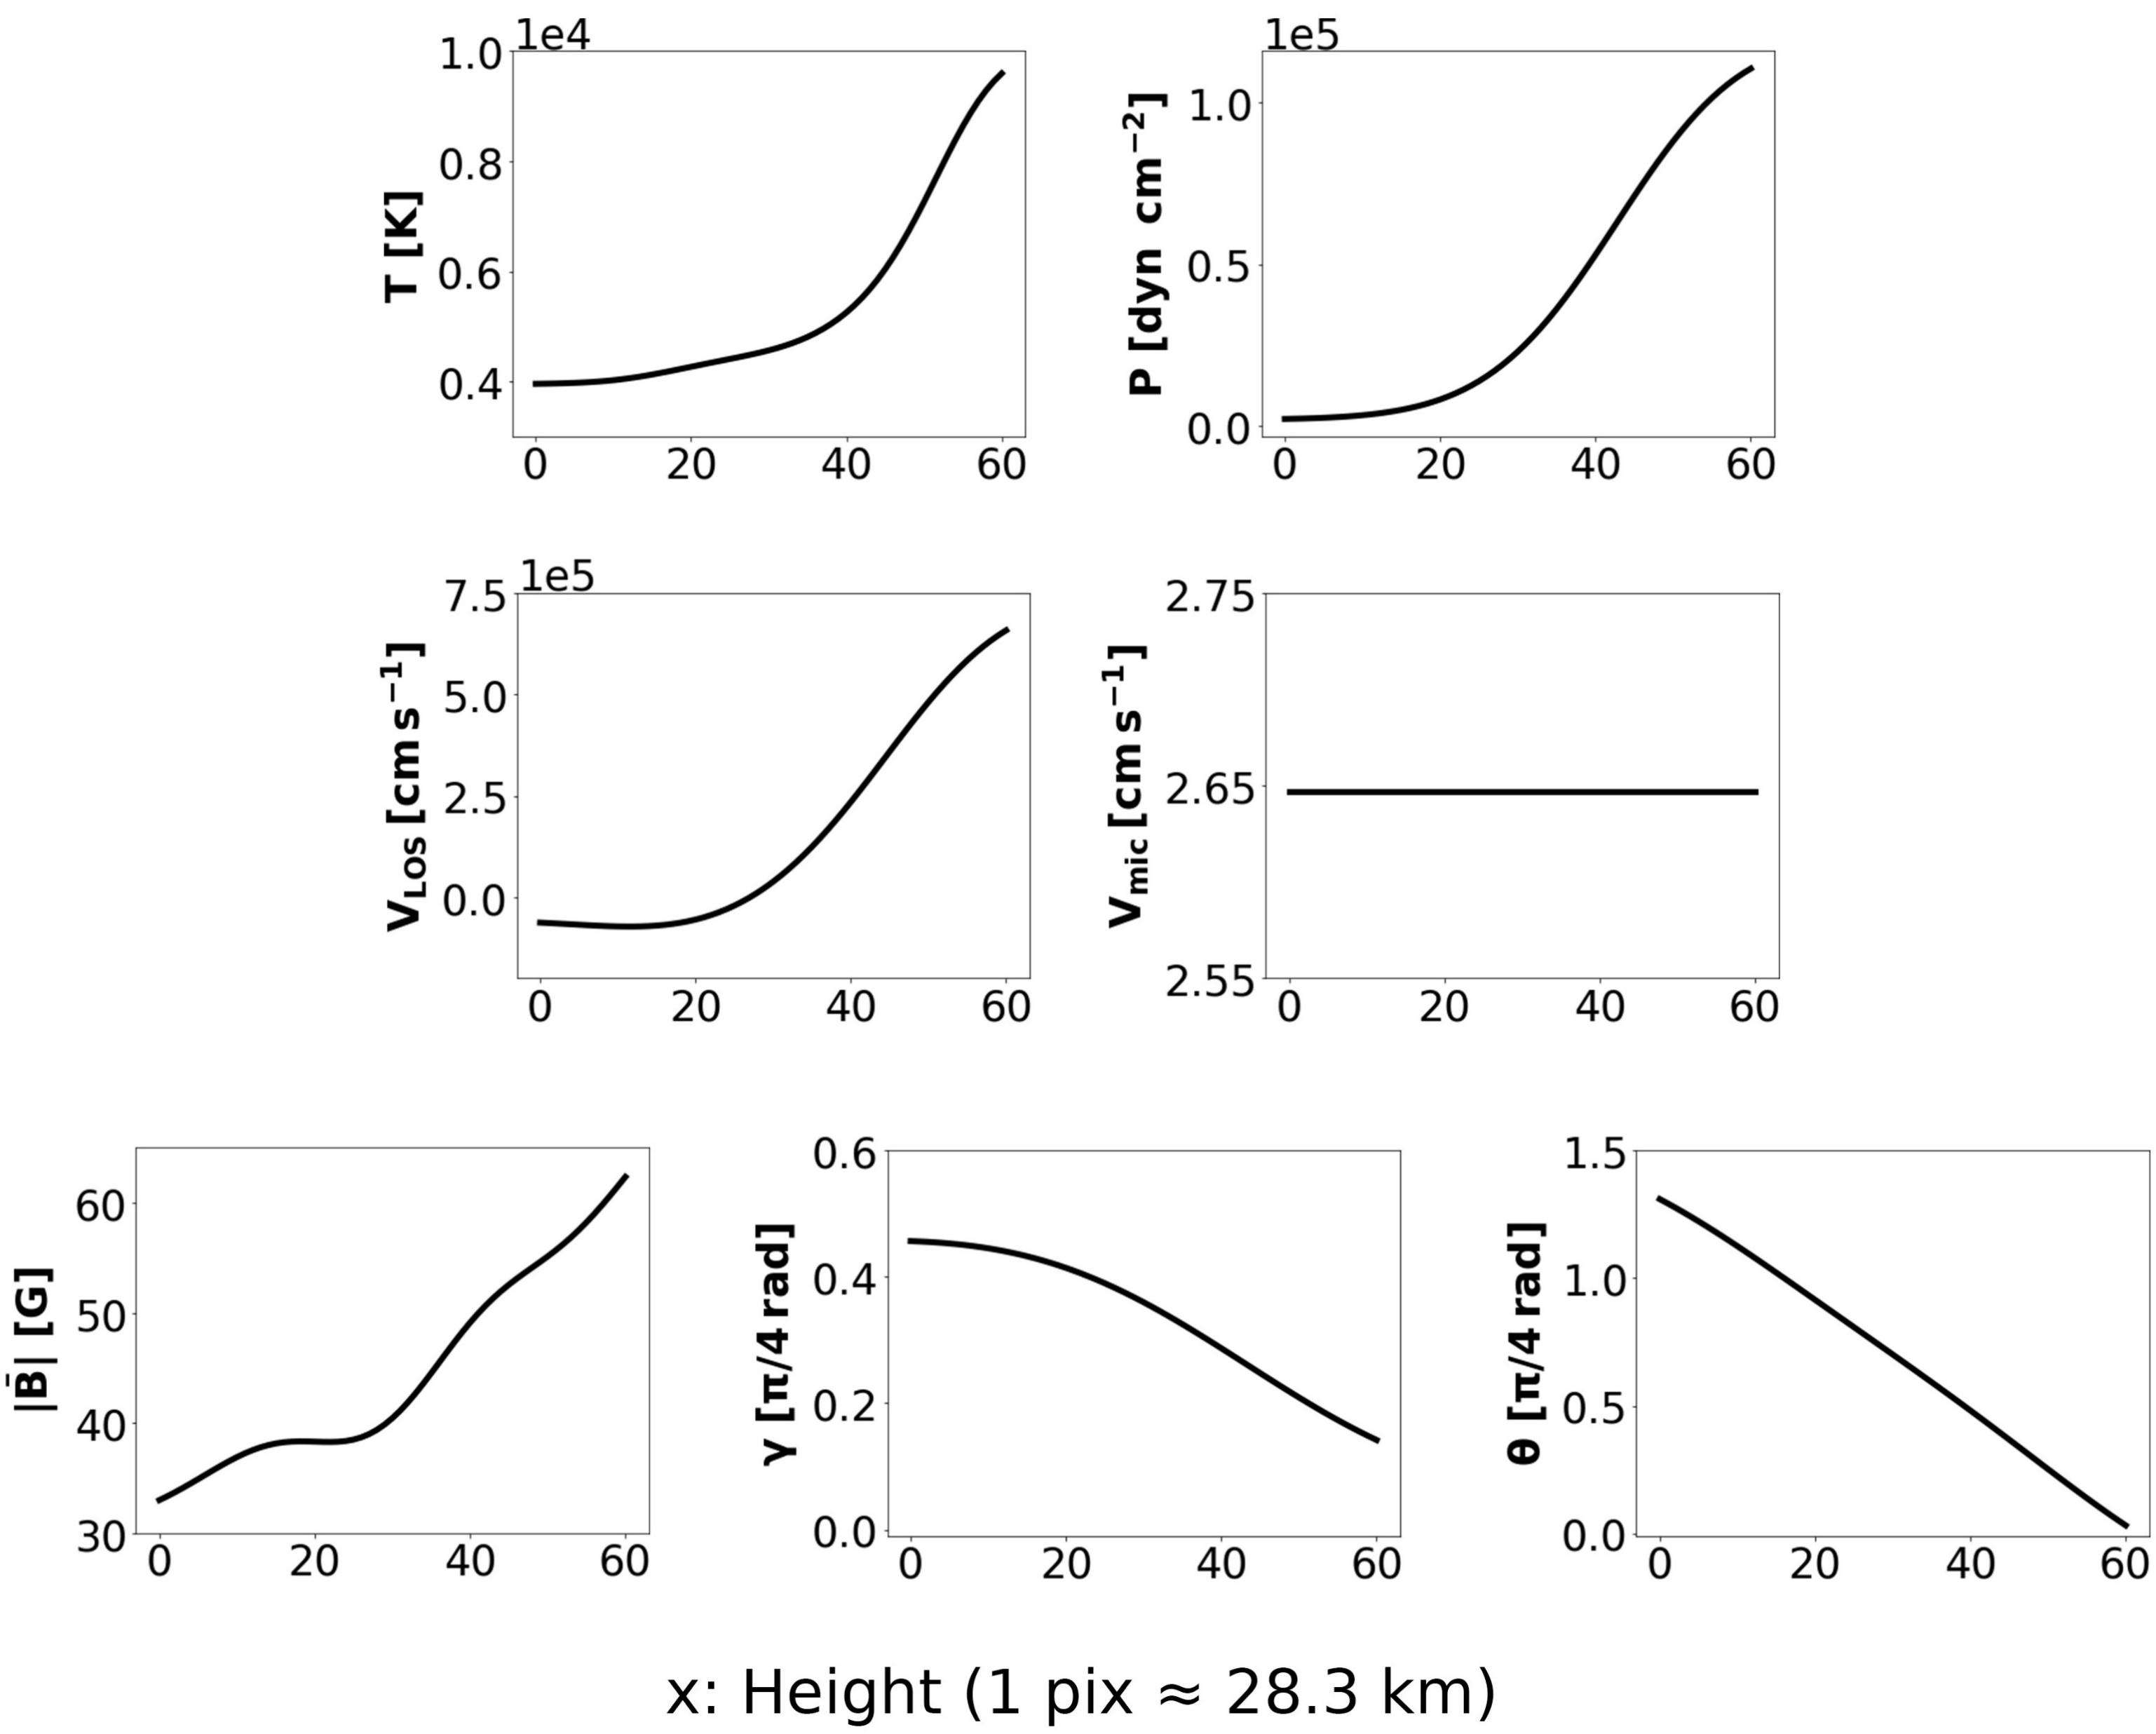 1e4
1.0
0.8
0.6
0.4
T [K]
0 20 40 60
1e5
1.0
0.5
0.0
P [dyn cm⁻²]
0 20 40 60
1e5
7.5
5.0
2.5
0.0
V_LOS [cm s⁻¹]
0 20 40 60
2.75
2.65
2.55
V_mic [cm s⁻¹]
0 20 40 60
60
50
40
30
|B̄| [G]
0 20 40 60
0.6
0.4
0.2
0.0
γ [π/4 rad]
0 20 40 60
1.5
1.0
0.5
0.0
θ [π/4 rad]
0 20 40 60
x: Height (1 pix ≈ 28.3 km)